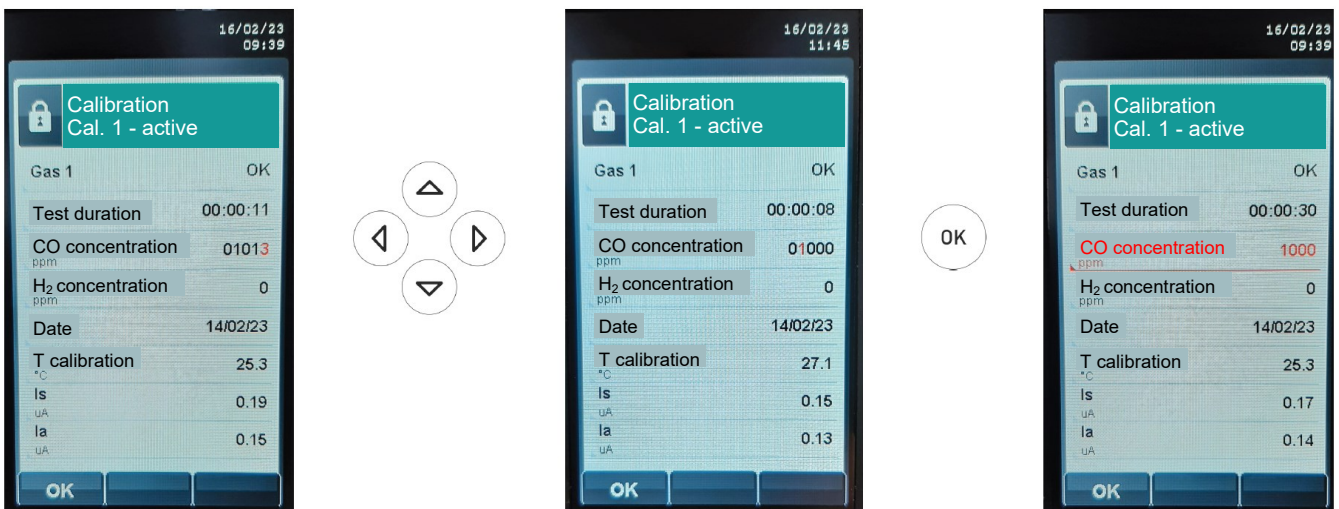 16/02/23
09:39
Calibration
Cal. 1 - active
Gas 1 OK
Test duration 00:00:11
CO concentration 01013
ppm
H₂ concentration 0
ppm
Date 14/02/23
T calibration 25.3
°C
Is 0.19
uA
Ia 0.15
uA
OK
16/02/23
11:45
Calibration
Cal. 1 - active
Gas 1 OK
Test duration 00:00:08
CO concentration 01000
ppm
H₂ concentration 0
ppm
Date 14/02/23
T calibration 27.1
°C
Is 0.15
uA
Ia 0.13
uA
OK
OK
16/02/23
09:39
Calibration
Cal. 1 - active
Gas 1 OK
Test duration 00:00:30
CO concentration 1000
ppm
H₂ concentration 0
ppm
Date 14/02/23
T calibration 25.3
°C
Is 0.17
uA
Ia 0.14
uA
OK